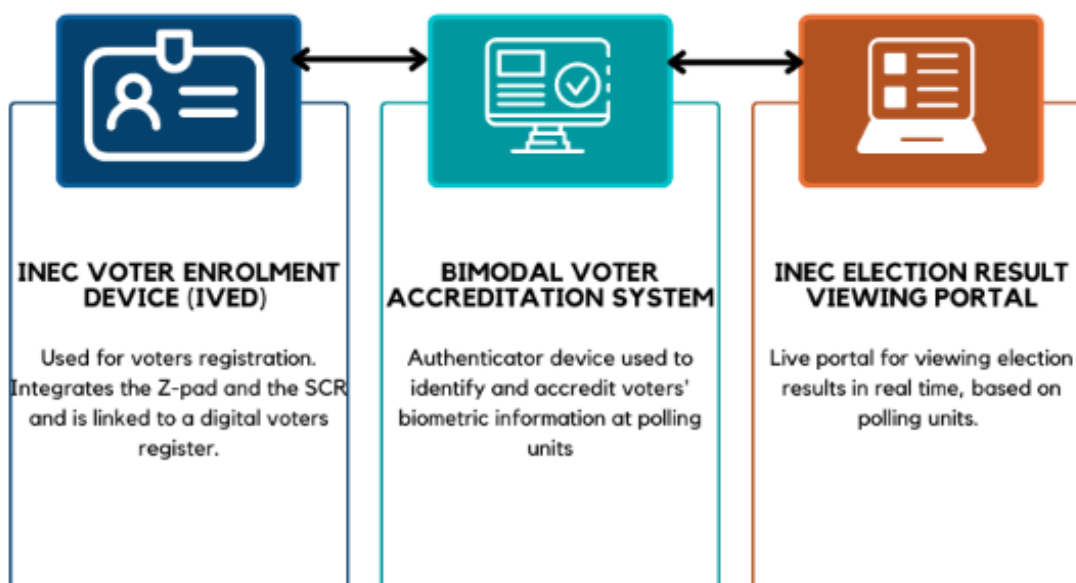 INEC VOTER ENROLMENT
DEVICE (IVED)
Used for voters registration.
Integrates the Z-pad and the SCR
and is linked to a digital voters
register.
BIMODAL VOTER
ACCREDITATION SYSTEM
Authenticator device used to
identify and accredit voters'
biometric information at polling
units
INEC ELECTION RESULT
VIEWING PORTAL
Live portal for viewing election
results in real time, based on
polling units.